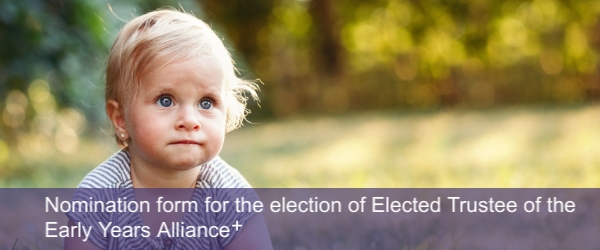 Nomination form for the election of Elected Trustee of the
Early Years Alliance⁺